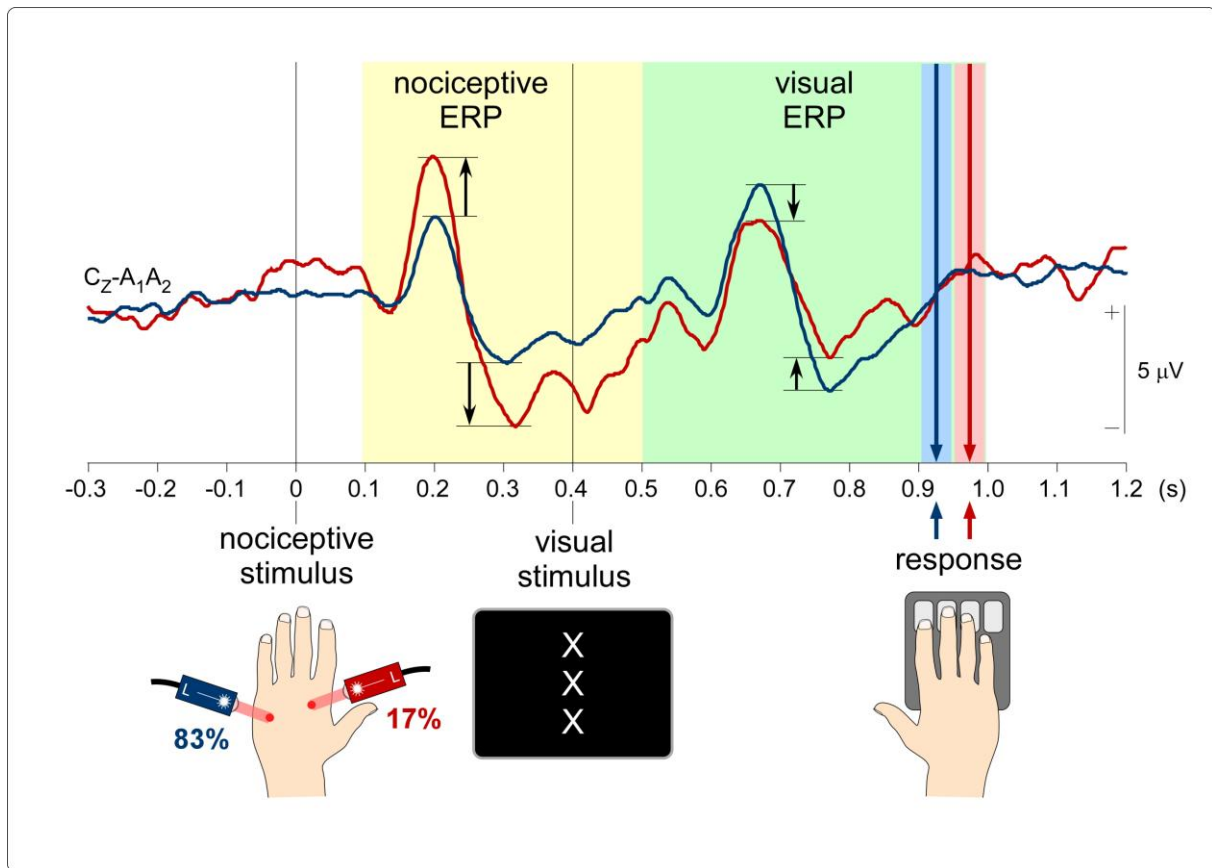 nociceptive
ERP
visual
ERP
C_Z-A_1A_2
+
5 μV
–
-0.3 -0.2 -0.1 0 0.1 0.2 0.3 0.4 0.5 0.6 0.7 0.8 0.9 1.0 1.1 1.2 (s)
nociceptive
stimulus
visual
stimulus
response
L
83%
L
17%
X
X
X